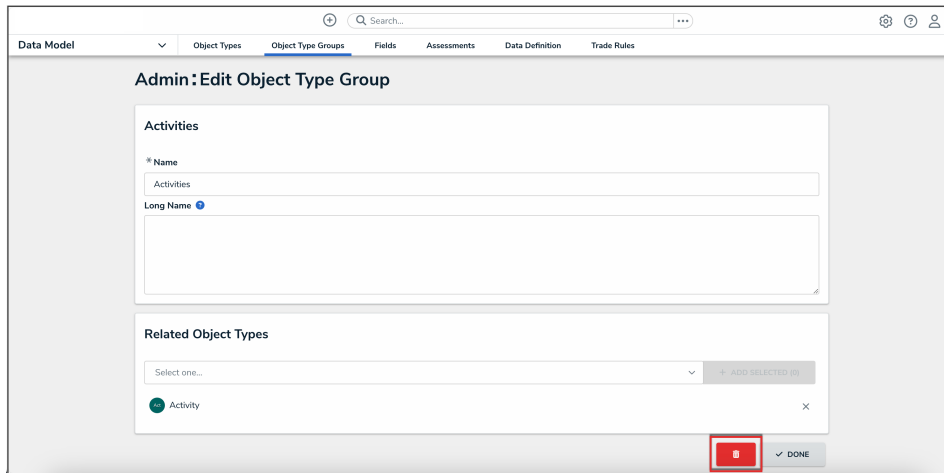 Search...
Data Model
Object Types
Object Type Groups
Fields
Assessments
Data Definition
Trade Rules
Admin:Edit Object Type Group
Activities
* Name
Activities
Long Name ?
Related Object Types
Select one...
+ ADD SELECTED (0)
Act
Activity
DONE